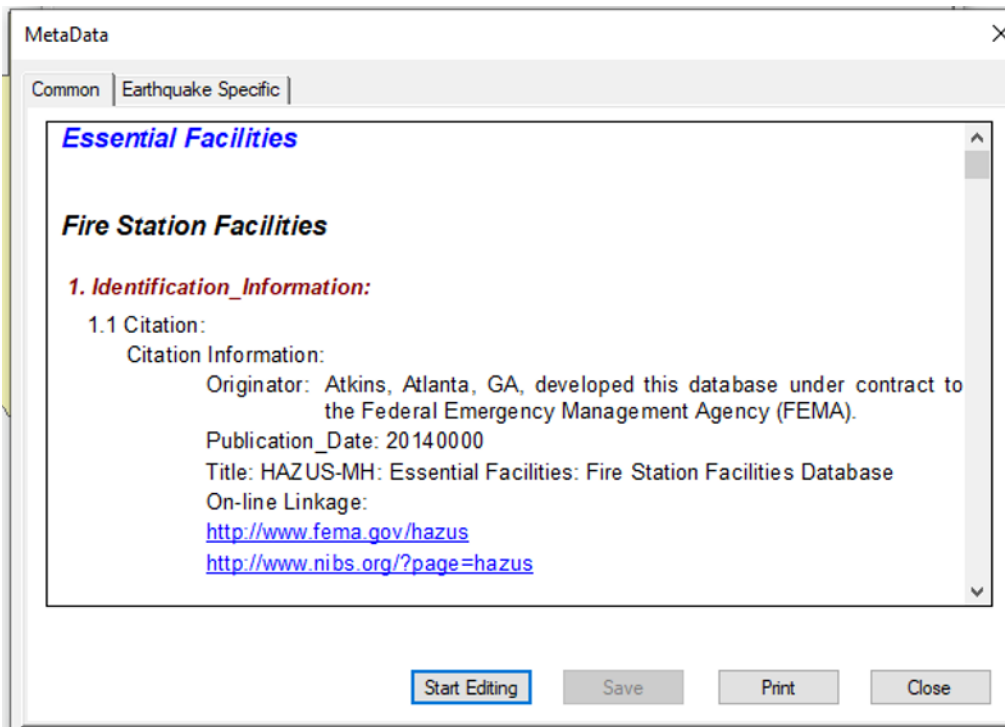 MetaData
Common
Earthquake Specific
Essential Facilities
Fire Station Facilities
1. Identification_Information:
1.1 Citation:
Citation Information:
Originator: Atkins, Atlanta, GA, developed this database under contract to
the Federal Emergency Management Agency (FEMA).
Publication_Date: 20140000
Title: HAZUS-MH: Essential Facilities: Fire Station Facilities Database
On-line Linkage:
http://www.fema.gov/hazus
http://www.nibs.org/?page=hazus
Start Editing
Save
Print
Close